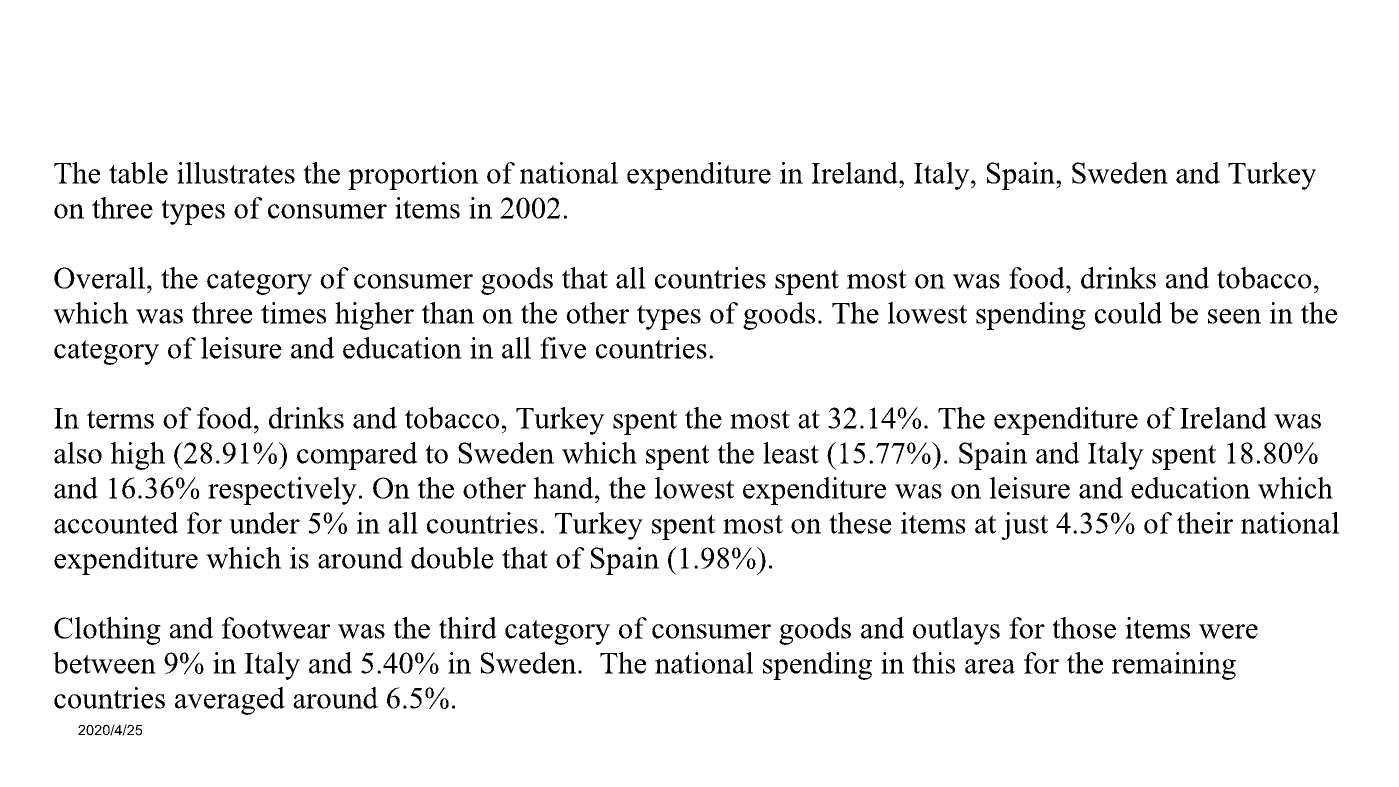 The table illustrates the proportion of national expenditure in Ireland, Italy, Spain, Sweden and Turkey
on three types of consumer items in 2002.
Overall, the category of consumer goods that all countries spent most on was food, drinks and tobacco,
which was three times higher than on the other types of goods. The lowest spending could be seen in the
category of leisure and education in all five countries.
In terms of food, drinks and tobacco, Turkey spent the most at 32.14%. The expenditure of Ireland was
also high (28.91%) compared to Sweden which spent the least (15.77%). Spain and Italy spent 18.80%
and 16.36% respectively. On the other hand, the lowest expenditure was on leisure and education which
accounted for under 5% in all countries. Turkey spent most on these items at just 4.35% of their national
expenditure which is around double that of Spain (1.98%).
Clothing and footwear was the third category of consumer goods and outlays for those items were
between 9% in Italy and 5.40% in Sweden.  The national spending in this area for the remaining
countries averaged around 6.5%.
2020/4/25